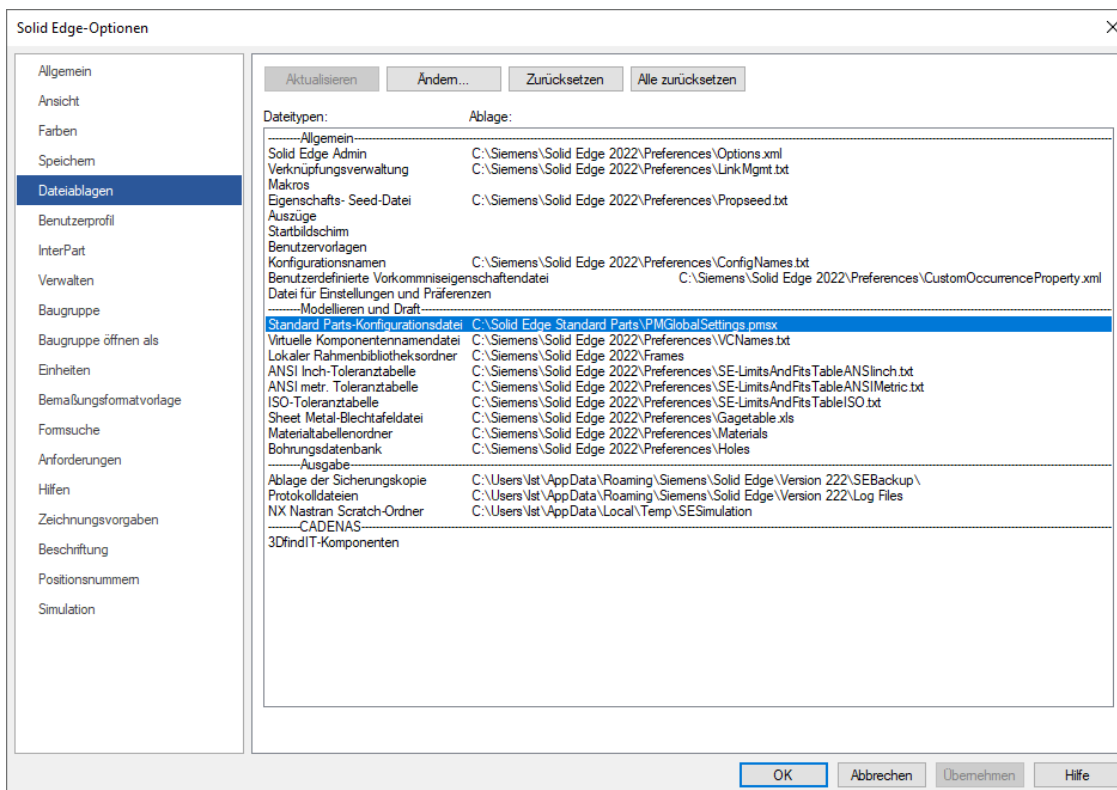 Solid Edge-Optionen
Allgemein
Ansicht
Farben
Speichern
Dateiablagen
Benutzerprofil
InterPart
Verwalten
Baugruppe
Baugruppe öffnen als
Einheiten
Bemaßungsformatvorlage
Formsuche
Anforderungen
Hilfen
Zeichnungsvorgaben
Beschriftung
Positionsnummern
Simulation
Aktualisieren Ändern... Zurücksetzen Alle zurücksetzen
Dateitypen: Ablage:
Allgemein
Solid Edge Admin C:\Siemens\Solid Edge 2022\Preferences\Options.xml
Verknüpfungsverwaltung C:\Siemens\Solid Edge 2022\Preferences\LinkMgmt.txt
Makros
Eigenschafts- Seed-Datei C:\Siemens\Solid Edge 2022\Preferences\Propseed.txt
Auszüge
Startbildschirm
Benutzervorlagen
Konfigurationsnamen C:\Siemens\Solid Edge 2022\Preferences\ConfigNames.txt
Benutzerdefinierte Vorkommniseigenschaftendatei C:\Siemens\Solid Edge 2022\Preferences\CustomOccurrenceProperty.xml
Datei für Einstellungen und Präferenzen
Modellieren und Draft
Standard Parts-Konfigurationsdatei C:\Solid Edge Standard Parts\PMGlobalSettings.pmsx
Virtuelle Komponentennamendatei C:\Siemens\Solid Edge 2022\Preferences\VCNames.txt
Lokaler Rahmenbibliotheksordner C:\Siemens\Solid Edge 2022\Frames
ANSI Inch-Toleranztabelle C:\Siemens\Solid Edge 2022\Preferences\SE-LimitsAndFitsTableANSIinch.txt
ANSI metr. Toleranztabelle C:\Siemens\Solid Edge 2022\Preferences\SE-LimitsAndFitsTableANSIMetric.txt
ISO-Toleranztabelle C:\Siemens\Solid Edge 2022\Preferences\SE-LimitsAndFitsTableISO.txt
Sheet Metal-Blechtafeldatei C:\Siemens\Solid Edge 2022\Preferences\Gagetable.xls
Materialtabellenordner C:\Siemens\Solid Edge 2022\Preferences\Materials
Bohrungsdatenbank C:\Siemens\Solid Edge 2022\Preferences\Holes
Ausgabe
Ablage der Sicherungskopie C:\Users\lst\AppData\Roaming\Siemens\Solid Edge\Version 222\SEBackup\
Protokolldateien C:\Users\lst\AppData\Roaming\Siemens\Solid Edge\Version 222\Log Files
NX Nastran Scratch-Ordner C:\Users\lst\AppData\Local\Temp\SESimulation
CADENAS
3DfindIT-Komponenten
OK Abbrechen Übernehmen Hilfe